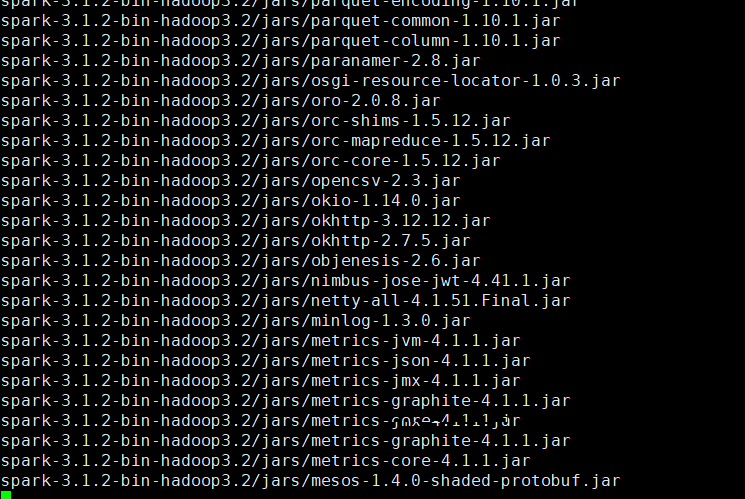 spark-3.1.2-bin-hadoop3.2/jars/parquet-encoding-1.10.1.jar
spark-3.1.2-bin-hadoop3.2/jars/parquet-common-1.10.1.jar
spark-3.1.2-bin-hadoop3.2/jars/parquet-column-1.10.1.jar
spark-3.1.2-bin-hadoop3.2/jars/paranamer-2.8.jar
spark-3.1.2-bin-hadoop3.2/jars/osgi-resource-locator-1.0.3.jar
spark-3.1.2-bin-hadoop3.2/jars/oro-2.0.8.jar
spark-3.1.2-bin-hadoop3.2/jars/orc-shims-1.5.12.jar
spark-3.1.2-bin-hadoop3.2/jars/orc-mapreduce-1.5.12.jar
spark-3.1.2-bin-hadoop3.2/jars/orc-core-1.5.12.jar
spark-3.1.2-bin-hadoop3.2/jars/opencsv-2.3.jar
spark-3.1.2-bin-hadoop3.2/jars/okio-1.14.0.jar
spark-3.1.2-bin-hadoop3.2/jars/okhttp-3.12.12.jar
spark-3.1.2-bin-hadoop3.2/jars/okhttp-2.7.5.jar
spark-3.1.2-bin-hadoop3.2/jars/objenesis-2.6.jar
spark-3.1.2-bin-hadoop3.2/jars/nimbus-jose-jwt-4.41.1.jar
spark-3.1.2-bin-hadoop3.2/jars/netty-all-4.1.51.Final.jar
spark-3.1.2-bin-hadoop3.2/jars/minlog-1.3.0.jar
spark-3.1.2-bin-hadoop3.2/jars/metrics-jvm-4.1.1.jar
spark-3.1.2-bin-hadoop3.2/jars/metrics-json-4.1.1.jar
spark-3.1.2-bin-hadoop3.2/jars/metrics-jmx-4.1.1.jar
spark-3.1.2-bin-hadoop3.2/jars/metrics-graphite-4.1.1.jar
spark-3.1.2-bin-hadoop3.2/jars/metrics-
spark-3.1.2-bin-hadoop3.2/jars/metrics-graphite-4.1.1.jar
spark-3.1.2-bin-hadoop3.2/jars/metrics-core-4.1.1.jar
spark-3.1.2-bin-hadoop3.2/jars/mesos-1.4.0-shaded-protobuf.jar